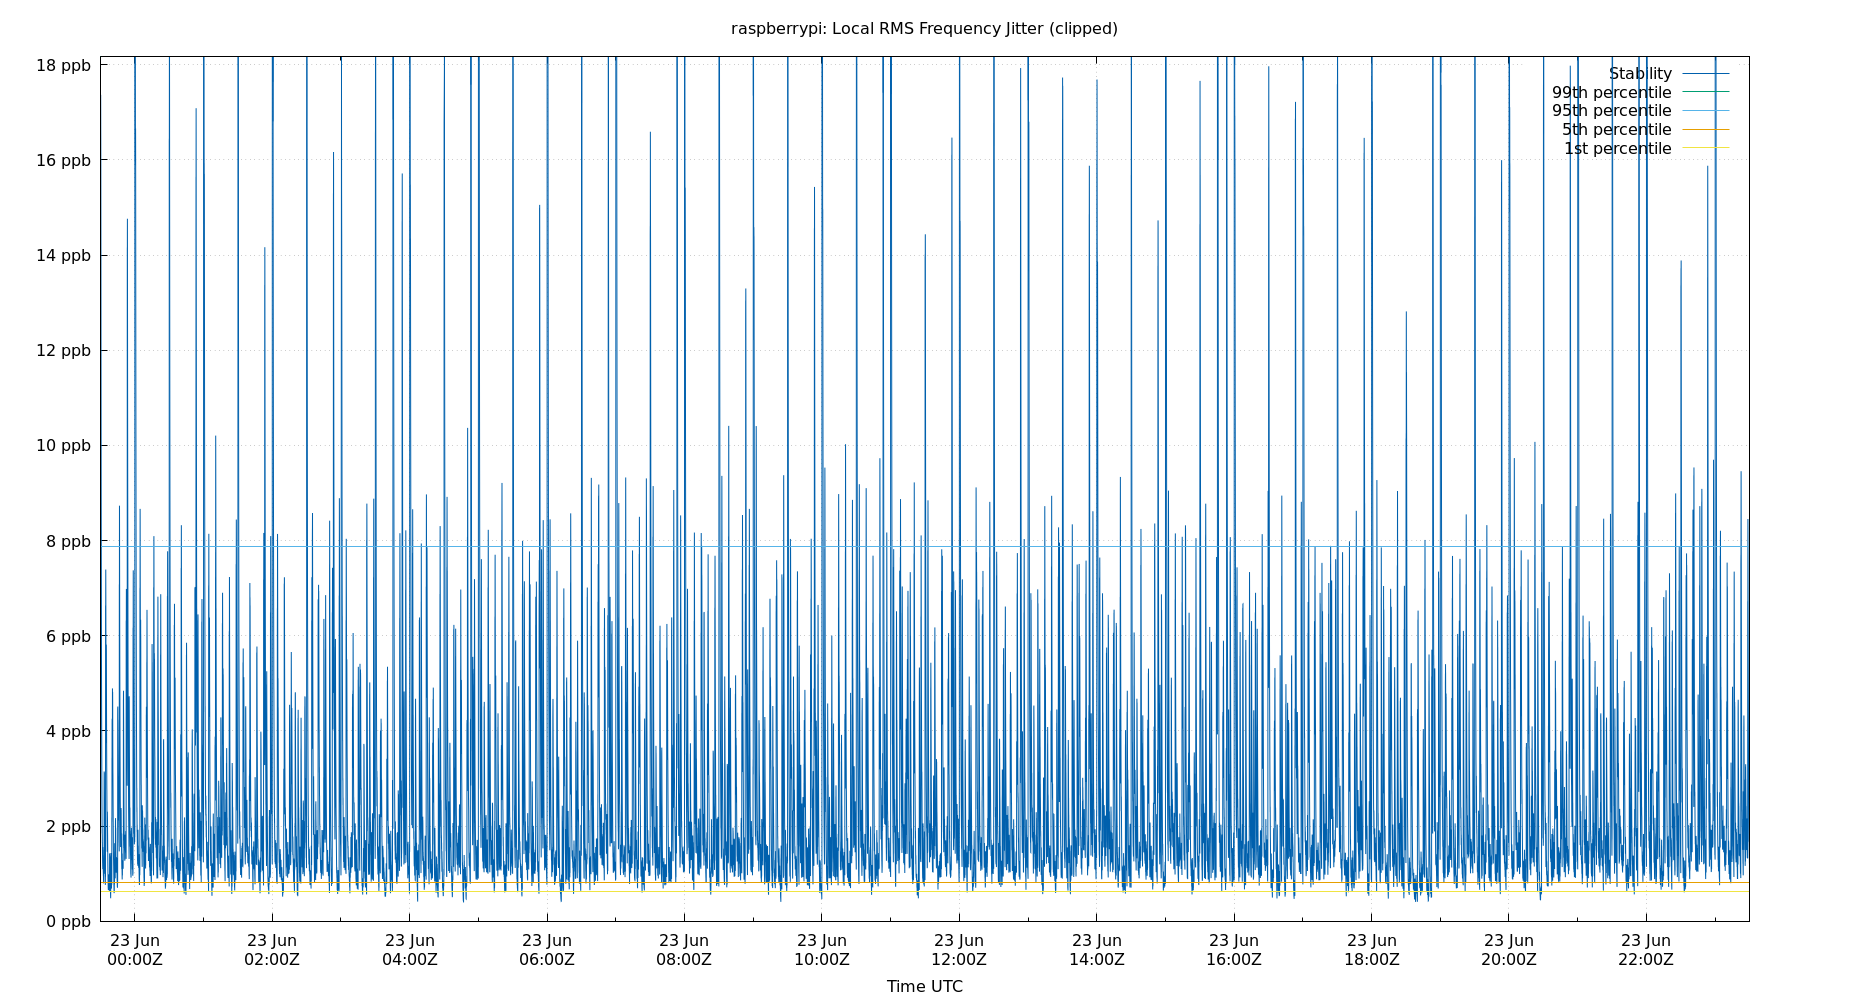 raspberrypi: Local RMS Frequency Jitter (clipped)
18 ppb
16 ppb
14 ppb
12 ppb
10 ppb
8 ppb
6 ppb
4 ppb
2 ppb
0 ppb
Stability
99th percentile
95th percentile
5th percentile
1st percentile
23 Jun 23 Jun 23 Jun 23 Jun 23 Jun 23 Jun 23 Jun 23 Jun 23 Jun 23 Jun 23 Jun 23 Jun
00:00Z 02:00Z 04:00Z 06:00Z 08:00Z 10:00Z 12:00Z 14:00Z 16:00Z 18:00Z 20:00Z 22:00Z
Time UTC